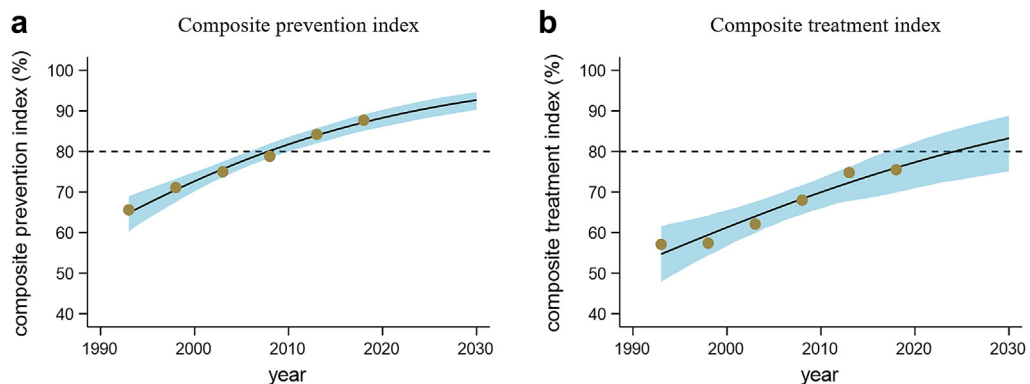 a
Composite prevention index
composite prevention index (%)
100
90
80
70
60
50
40
1990 2000 2010 2020 2030
year
b
Composite treatment index
composite treatment index (%)
100
90
80
70
60
50
40
1990 2000 2010 2020 2030
year